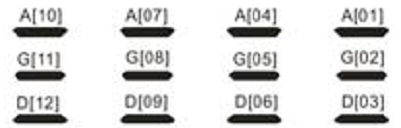 A[10] A[07] A[04] A[01]
G[11] G[08] G[05] G[02]
D[12] D[09] D[06] D[03]